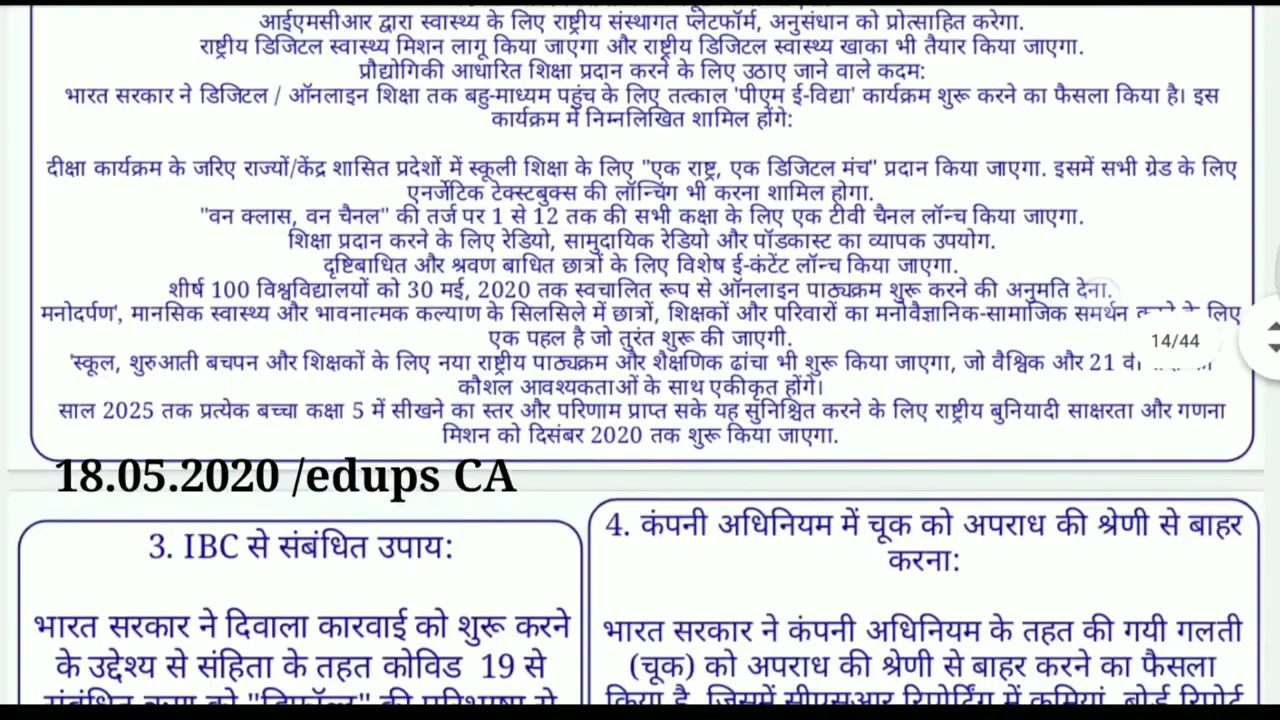 आईएमसीआर द्वारा स्वास्थ्य के लिए राष्ट्रीय संस्थागत प्लेटफॉर्म, अनुसंधान को प्रोत्साहित करेगा.
राष्ट्रीय डिजिटल स्वास्थ्य मिशन लागू किया जाएगा और राष्ट्रीय डिजिटल स्वास्थ्य खाका भी तैयार किया जाएगा.
प्रौद्योगिकी आधारित शिक्षा प्रदान करने के लिए उठाए जाने वाले कदम:
भारत सरकार ने डिजिटल / ऑनलाइन शिक्षा तक बहु-माध्यम पहुंच के लिए तत्काल 'पीएम ई-विद्या' कार्यक्रम शुरू करने का फैसला किया है। इस
कार्यक्रम में निम्नलिखित शामिल होंगे:
दीक्षा कार्यक्रम के जरिए राज्यों/केंद्र शासित प्रदेशों में स्कूली शिक्षा के लिए "एक राष्ट्र, एक डिजिटल मंच" प्रदान किया जाएगा. इसमें सभी ग्रेड के लिए
एनर्जेटिक टेक्स्टबुक्स की लॉन्चिंग भी करना शामिल होगा.
"वन क्लास, वन चैनल" की तर्ज पर 1 से 12 तक की सभी कक्षा के लिए एक टीवी चैनल लॉन्च किया जाएगा.
शिक्षा प्रदान करने के लिए रेडियो, सामुदायिक रेडियो और पॉडकास्ट का व्यापक उपयोग.
दृष्टिबाधित और श्रवण बाधित छात्रों के लिए विशेष ई-कंटेंट लॉन्च किया जाएगा.
शीर्ष 100 विश्वविद्यालयों को 30 मई, 2020 तक स्वचालित रूप से ऑनलाइन पाठ्यक्रम शुरू करने की अनुमति देना.
मनोदर्पण', मानसिक स्वास्थ्य और भावनात्मक कल्याण के सिलसिले में छात्रों, शिक्षकों और परिवारों का मनोवैज्ञानिक-सामाजिक समर्थन के लिए
एक पहल है जो तुरंत शुरू की जाएगी.
14/44
'स्कूल, शुरुआती बचपन और शिक्षकों के लिए नया राष्ट्रीय पाठ्यक्रम और शैक्षणिक ढांचा भी शुरू किया जाएगा, जो वैश्विक और 21
कौशल आवश्यकताओं के साथ एकीकृत होंगे।
साल 2025 तक प्रत्येक बच्चा कक्षा 5 में सीखने का स्तर और परिणाम प्राप्त सके यह सुनिश्चित करने के लिए राष्ट्रीय बुनियादी साक्षरता और गणना
मिशन को दिसंबर 2020 तक शुरू किया जाएगा.
18.05.2020 /edups CA
3. IBC से संबंधित उपाय:
भारत सरकार ने दिवाला कारवाई को शुरू करने
के उद्देश्य से संहिता के तहत कोविड 19 से
संबंधित ऋण को "डिफॉल्ट" की परिभाषा से
4. कंपनी अधिनियम में चूक को अपराध की श्रेणी से बाहर
करना:
भारत सरकार ने कंपनी अधिनियम के तहत की गयी गलती
(चूक) को अपराध की श्रेणी से बाहर करने का फैसला
किया है, जिसमें सीएसआर रिपोर्टिंग में कमियां, बोर्ड रिपोर्ट